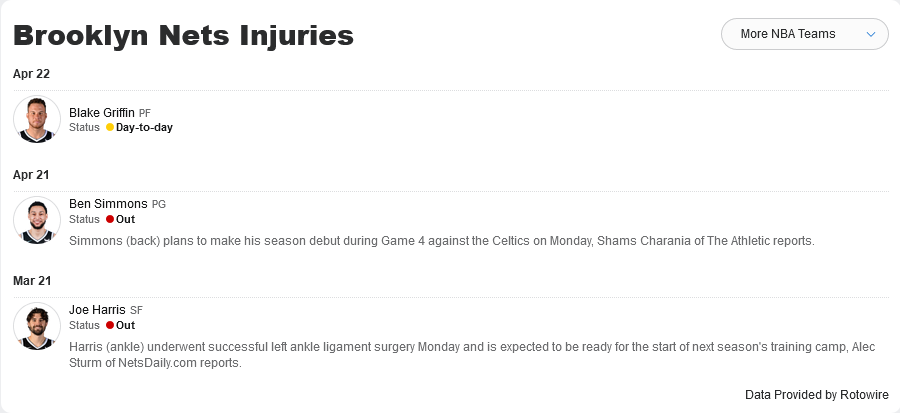 Brooklyn Nets Injuries
More NBA Teams
Apr 22
Blake Griffin PF
Status Day-to-day
Apr 21
Ben Simmons PG
Status Out
Simmons (back) plans to make his season debut during Game 4 against the Celtics on Monday, Shams Charania of The Athletic reports.
Mar 21
Joe Harris SF
Status Out
Harris (ankle) underwent successful left ankle ligament surgery Monday and is expected to be ready for the start of next season's training camp, Alec
Sturm of NetsDaily.com reports.
Data Provided by Rotowire